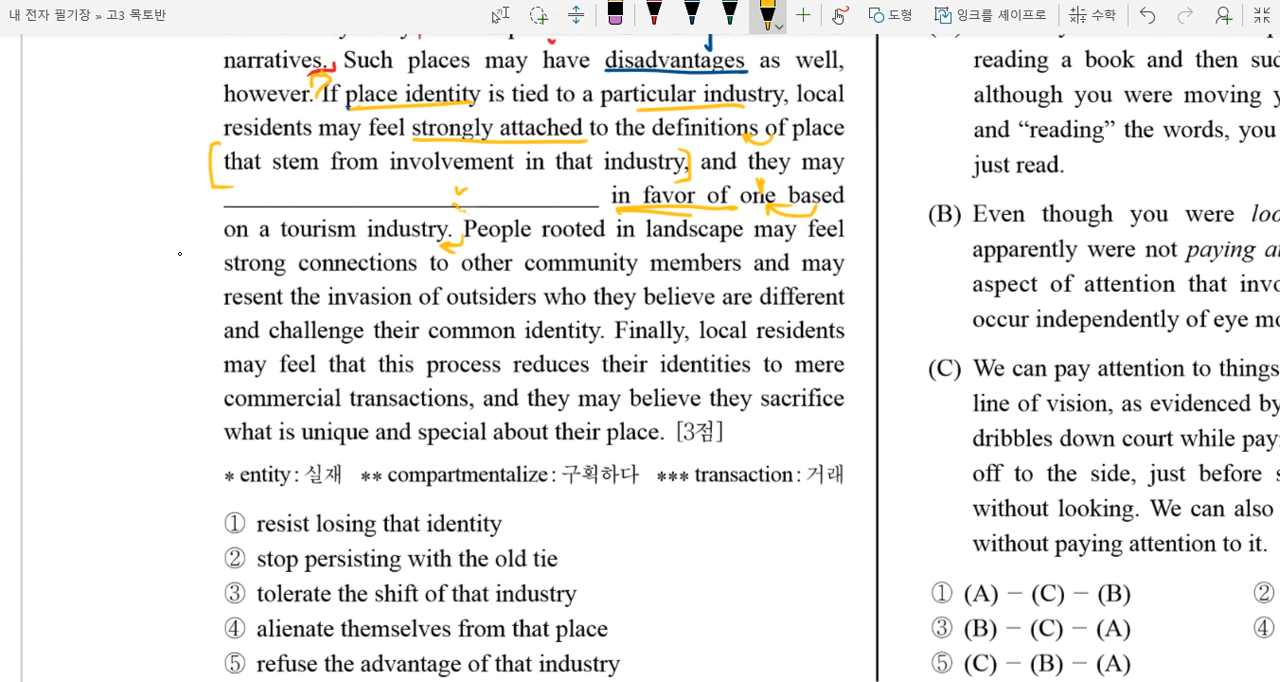 내 전자 필기장 » 고3 목토반
도형
잉크를 셰이프로
수학
narratives. Such places may have disadvantages as well,
however. If place identity is tied to a particular industry, local
residents may feel strongly attached to the definitions of place
that stem from involvement in that industry, and they may
in favor of one based
on a tourism industry. People rooted in landscape may feel
strong connections to other community members and may
resent the invasion of outsiders who they believe are different
and challenge their common identity. Finally, local residents
may feel that this process reduces their identities to mere
commercial transactions, and they may believe they sacrifice
what is unique and special about their place. [3점]
* entity: 실재 ** compartmentalize: 구획하다 *** transaction: 거래
① resist losing that identity
② stop persisting with the old tie
③ tolerate the shift of that industry
④ alienate themselves from that place
⑤ refuse the advantage of that industry
reading a book and then
although you were moving
and “reading” the words, you
just read.
(B) Even though you were
apparently were not paying
aspect of attention that
occur independently of eye
(C) We can pay attention to things
line of vision, as evidenced by
dribbles down court while
off to the side, just before
without looking. We can also
without paying attention to it.
① (A) − (C) − (B) ②
③ (B) − (C) − (A) ④
⑤ (C) − (B) − (A)